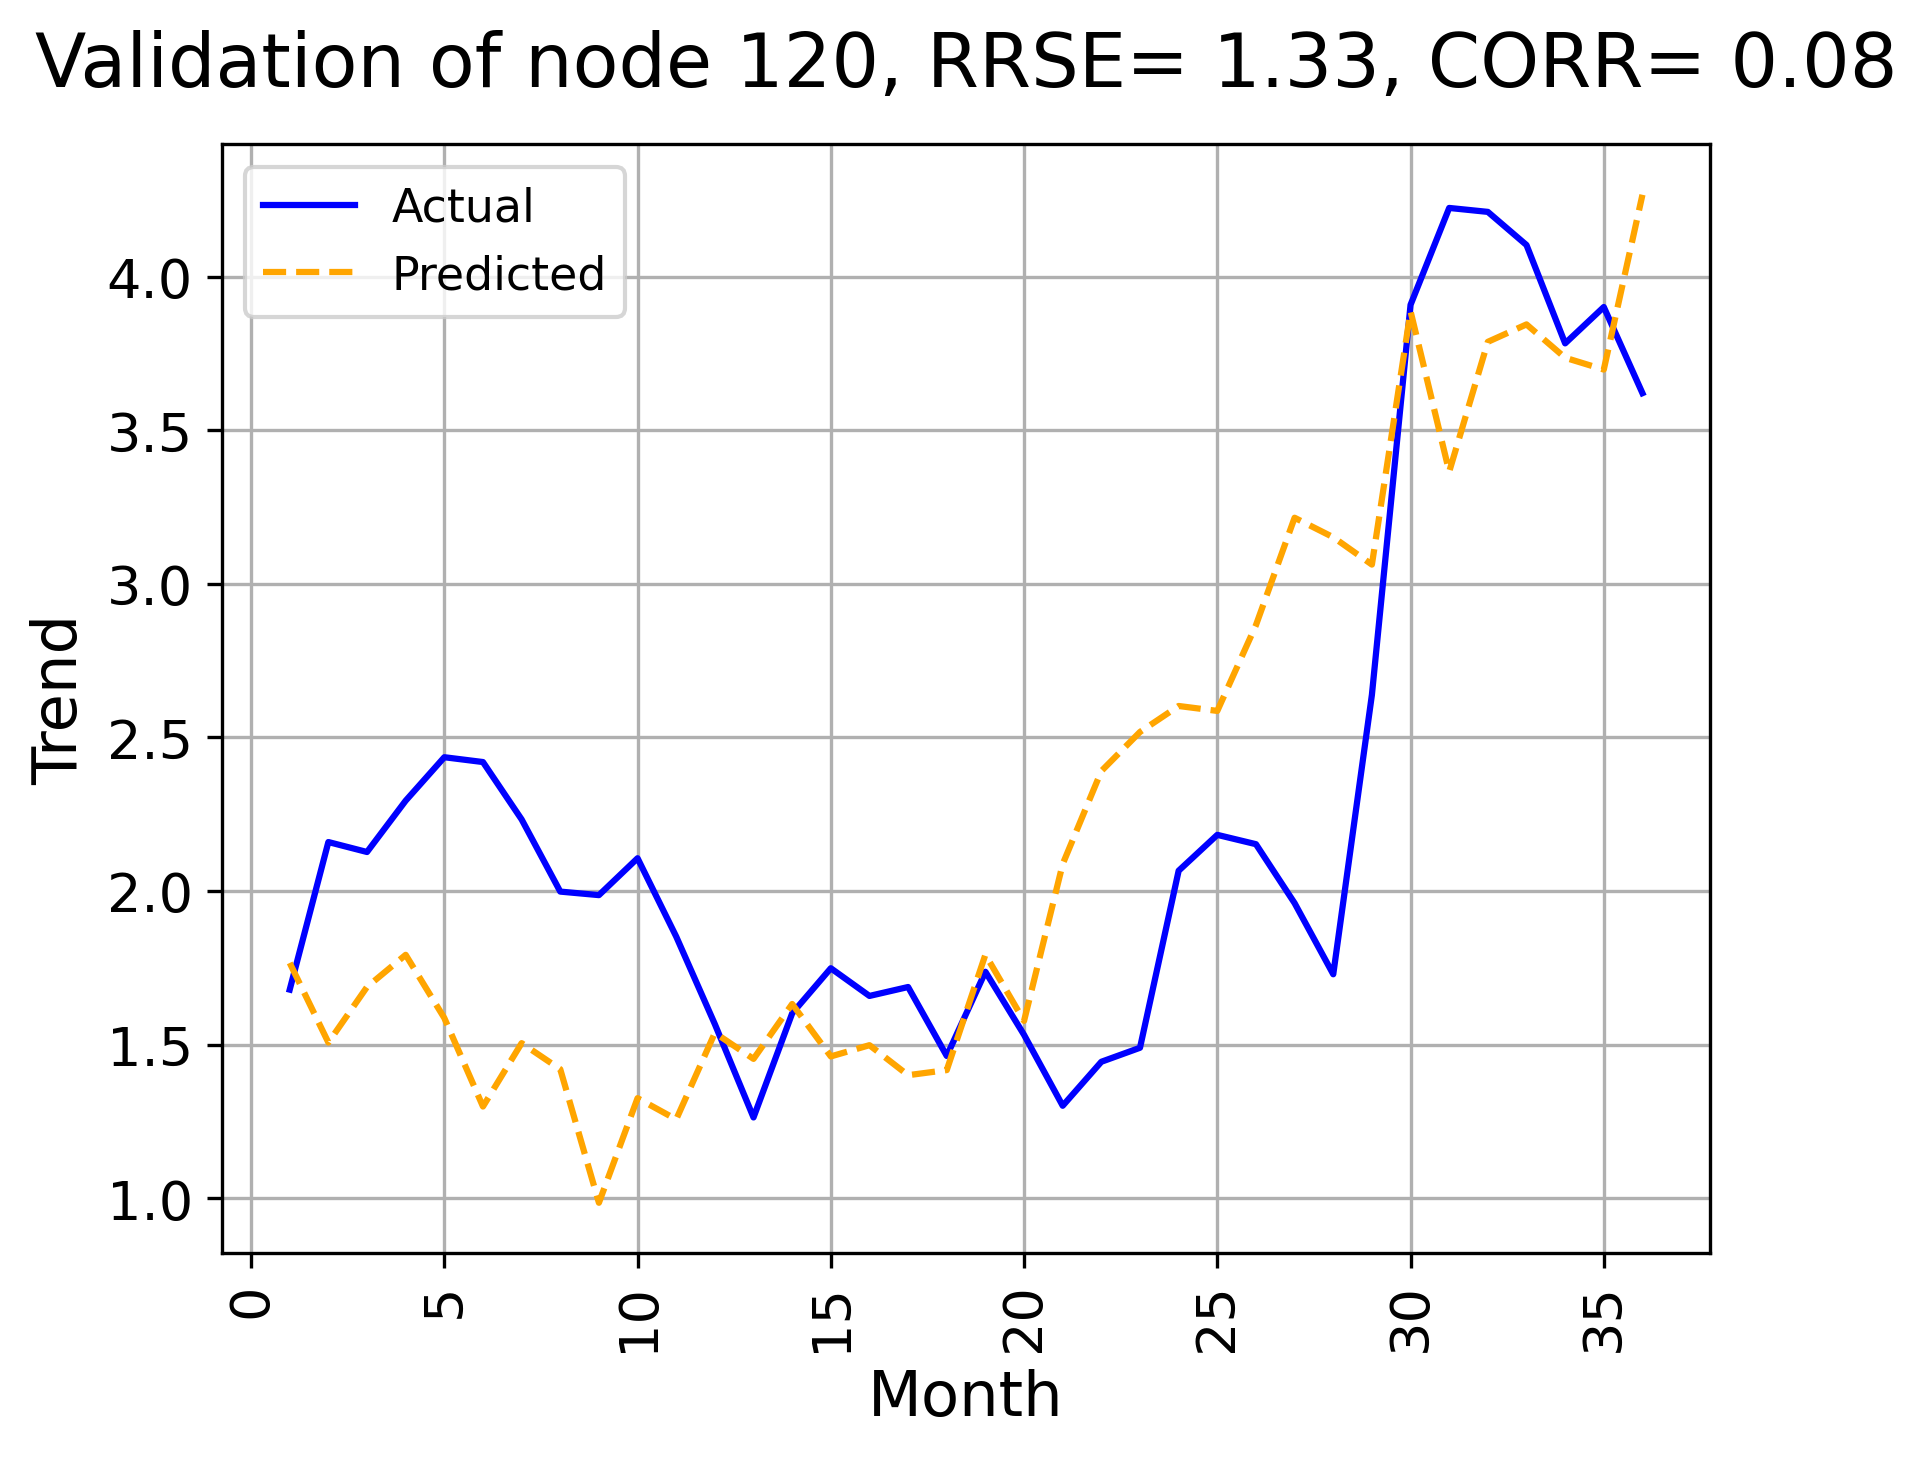 Validation of node 120, RRSE= 1.33, CORR= 0.08
Actual
Predicted
4.0
3.5
3.0
2.5
2.0
1.5
1.0
Trend
0 5 10 15 20 25 30 35
Month